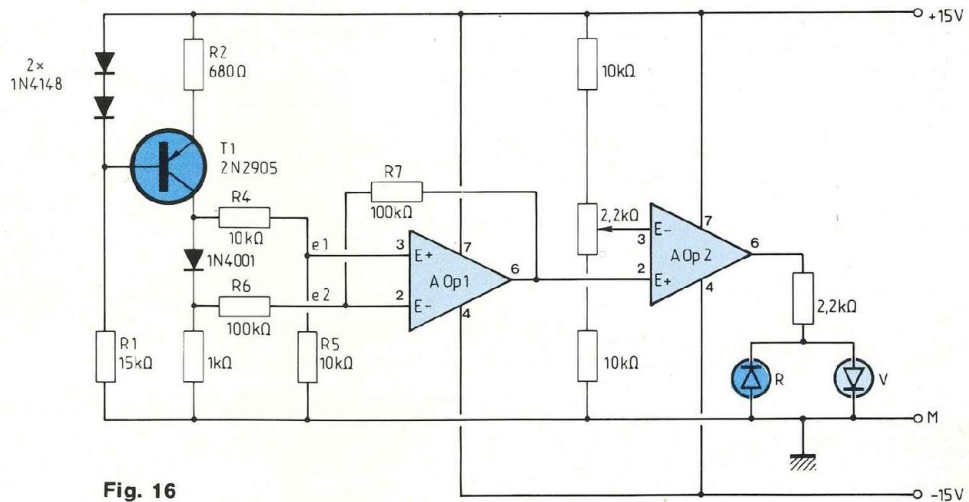 +15V
2×
1N4148
R2
680Ω
10kΩ
T1
2N2905
R7
100kΩ
R4
10kΩ
2,2kΩ
e1
3
E+
7
AOp1
6
1N4001
R6
100kΩ
e2
2
E-
4
3
E-
7
AOp2
6
2
E+
4
2,2kΩ
R1
15kΩ
1kΩ
R5
10kΩ
10kΩ
R
V
M
-15V
Fig. 16